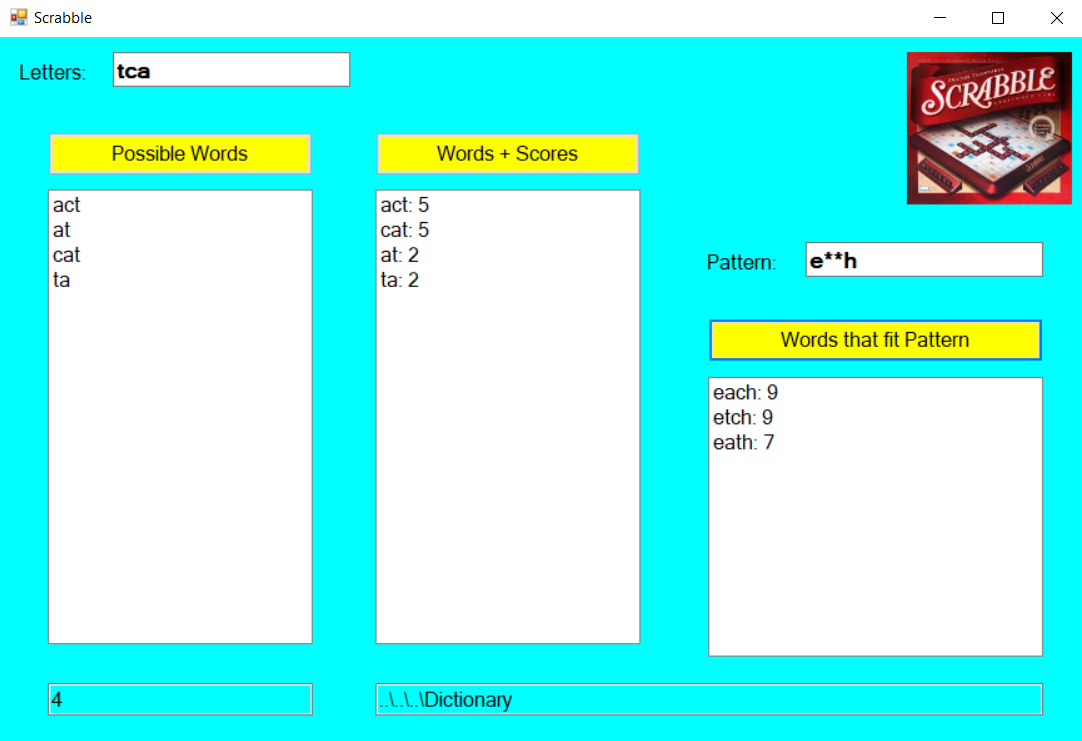 Scrabble
Letters: tca
SCRABBLE
Possible Words
Words + Scores
act
at
cat
ta
act: 5
cat: 5
at: 2
ta: 2
Pattern: e**h
Words that fit Pattern
each: 9
etch: 9
eath: 7
4
..\..\..\Dictionary